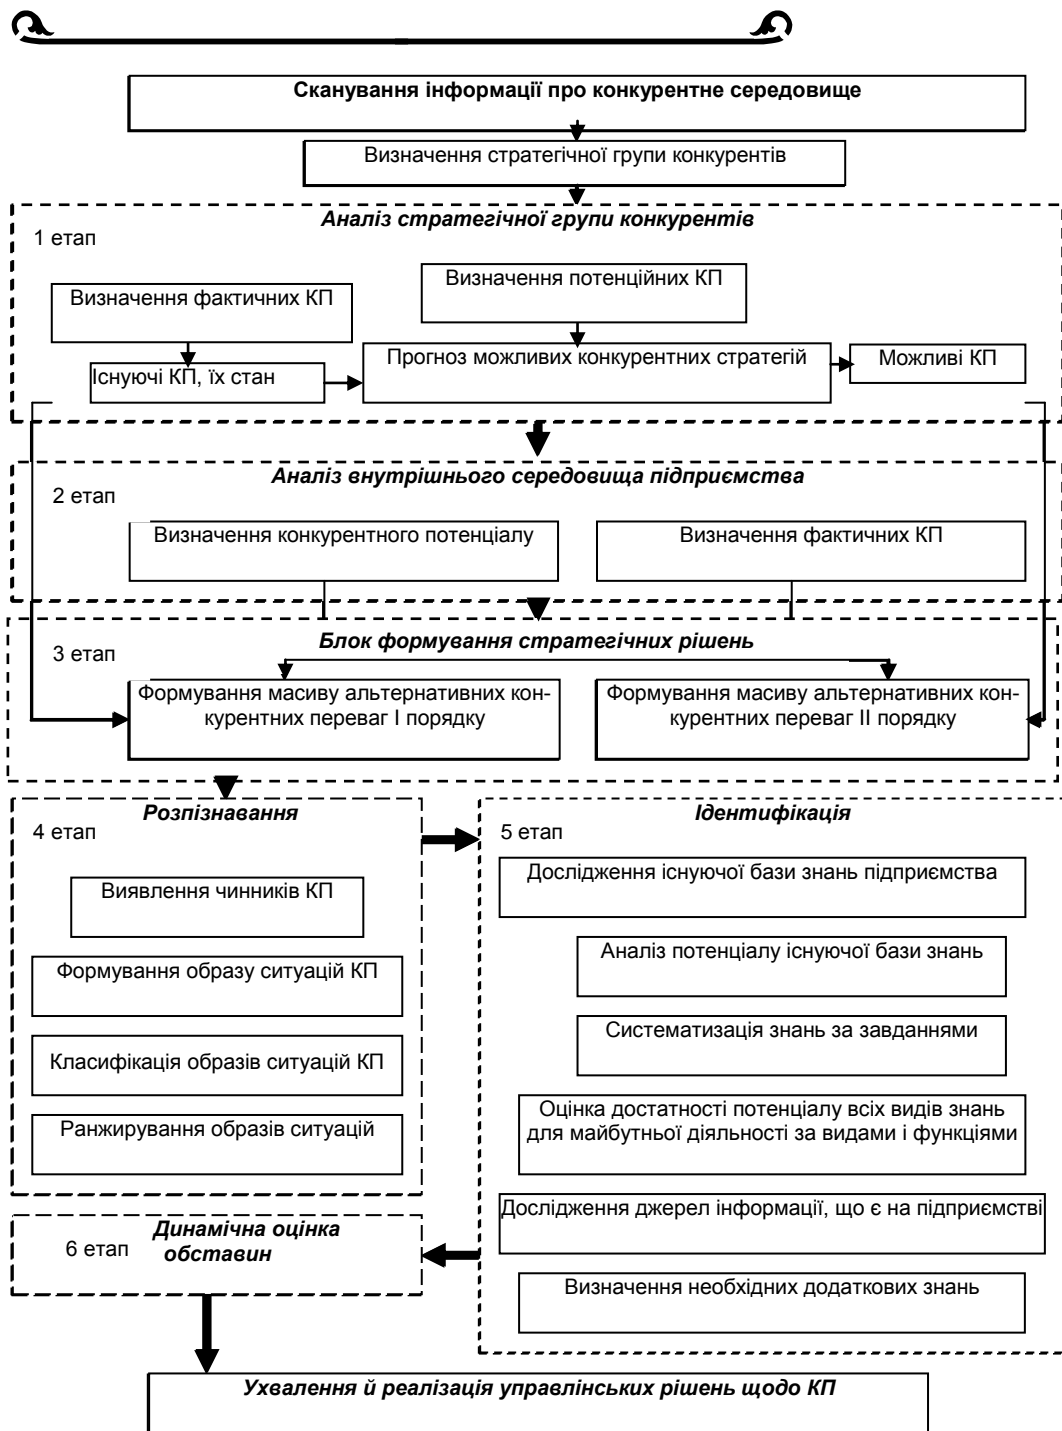 Сканування інформації про конкурентне середовище
Визначення стратегічної групи конкурентів
Аналіз стратегічної групи конкурентів
1 етап
Визначення потенційних КП
Визначення фактичних КП
Прогноз можливих конкурентних стратегій
Можливі КП
Існуючі КП, їх стан
Аналіз внутрішнього середовища підприємства
2 етап
Визначення конкурентного потенціалу
Визначення фактичних КП
Блок формування стратегічних рішень
3 етап
Формування масиву альтернативних кон-
курентних переваг І порядку
Формування масиву альтернативних кон-
курентних переваг ІІ порядку
Розпізнавання
4 етап
Виявлення чинників КП
Формування образу ситуацій КП
Класифікація образів ситуацій КП
Ранжирування образів ситуацій
Ідентифікація
5 етап
Дослідження існуючої бази знань підприємства
Аналіз потенціалу існуючої бази знань
Систематизація знань за завданнями
Оцінка достатності потенціалу всіх видів знань
для майбутньої діяльності за видами і функціями
Дослідження джерел інформації, що є на підприємстві
Визначення необхідних додаткових знань
Динамічна оцінка
6 етап
обставин
Ухвалення й реалізація управлінських рішень щодо КП